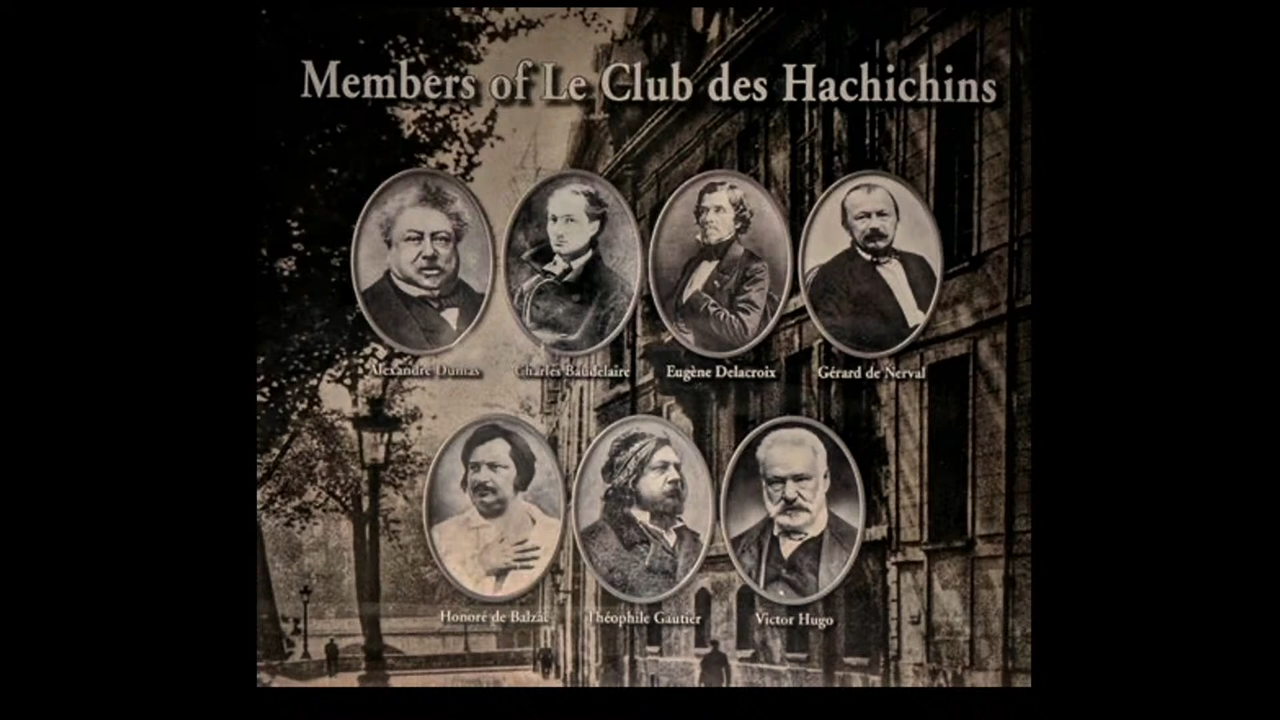 Members of Le Club des Hachichins
Alexandre Dumas
Charles Baudelaire
Eugène Delacroix
Gérard de Nerval
Honoré de Balzac
Théophile Gautier
Victor Hugo